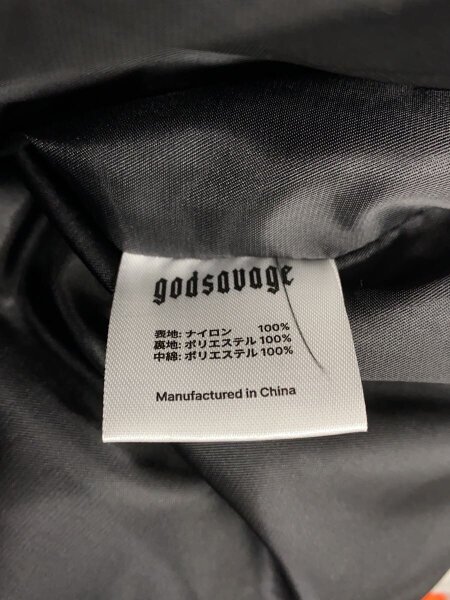 godsavage
表地: ナイロン 100%
裏地: ポリエステル 100%
中綿: ポリエステル 100%
Manufactured in China